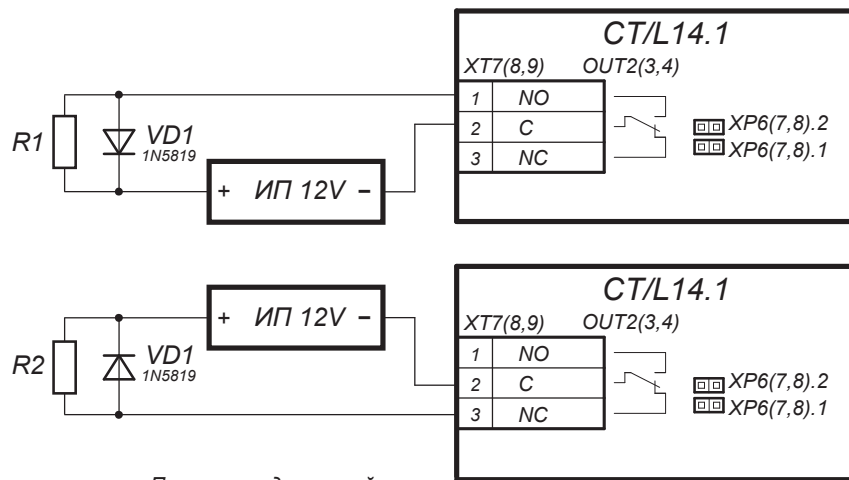 CT/L14.1
XT7(8,9) OUT2(3,4)
1 NO
2 C
3 NC
XP6(7,8).2
XP6(7,8).1
R1
VD1
1N5819
+ ИП 12V −
CT/L14.1
XT7(8,9) OUT2(3,4)
1 NO
2 C
3 NC
XP6(7,8).2
XP6(7,8).1
+ ИП 12V −
R2
VD1
1N5819